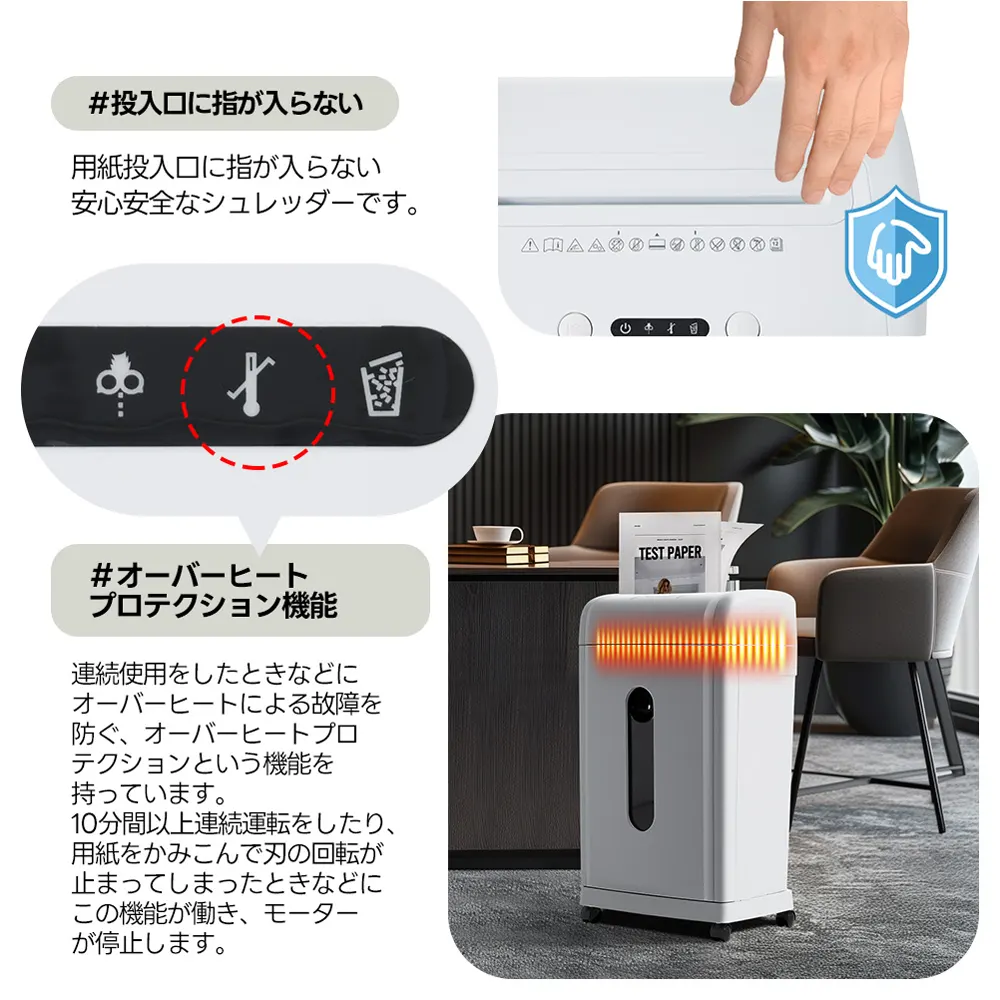 #投入口に指が入らない
用紙投入口に指が入らない
安心安全なシュレッダーです。
#オーバーヒート
プロテクション機能
TEST PAPER
連続使用をしたときなどに
オーバーヒートによる故障を
防ぐ、オーバーヒートプロ
テクションという機能を
持っています。
10分間以上連続運転をしたり、
用紙をかみこんで刃の回転が
止まってしまったときなどに
この機能が働き、モーター
が停止します。